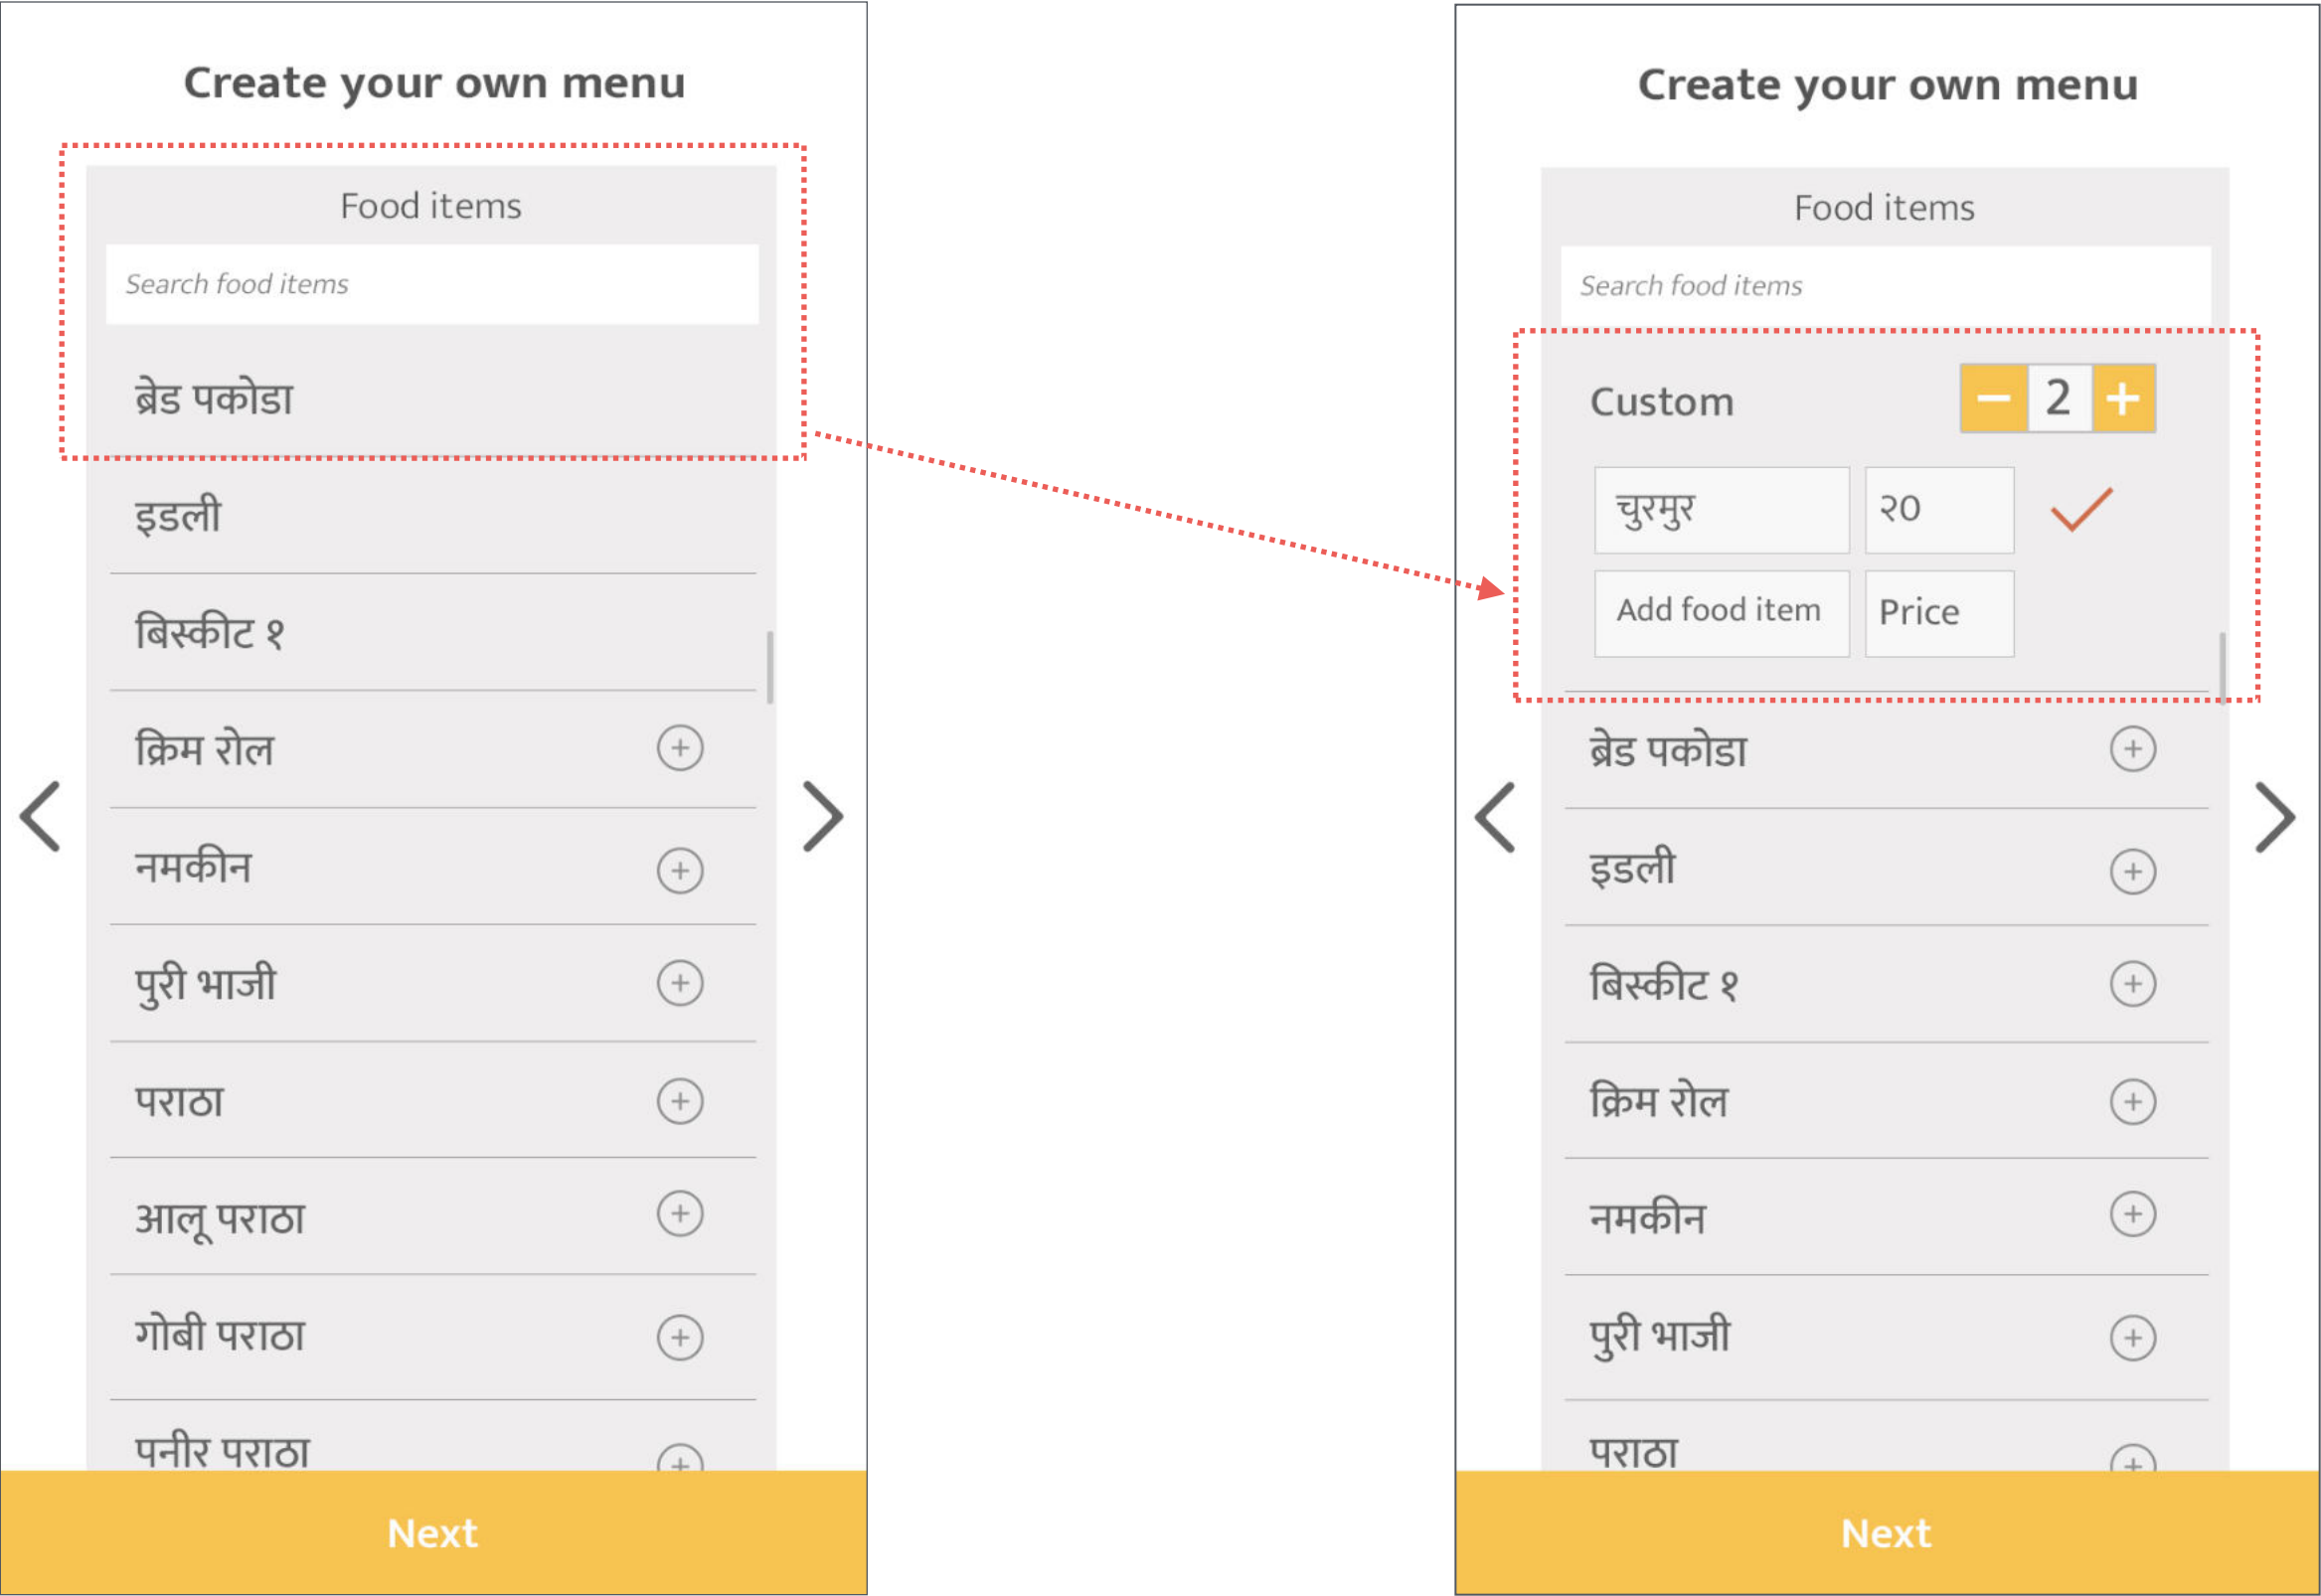 Create your own menu
Food items
Search food items
ब्रेड पकोडा
इडली
बिस्कीट १
क्रिम रोल
नमकीन
पुरी भाजी
पराठा
आलू पराठा
गोबी पराठा
पनीर पराठा
Next
Create your own menu
Food items
Search food items
Custom 2
चुरमुर २०
Add food item Price
ब्रेड पकोडा
इडली
बिस्कीट १
क्रिम रोल
नमकीन
पुरी भाजी
पराठा
Next